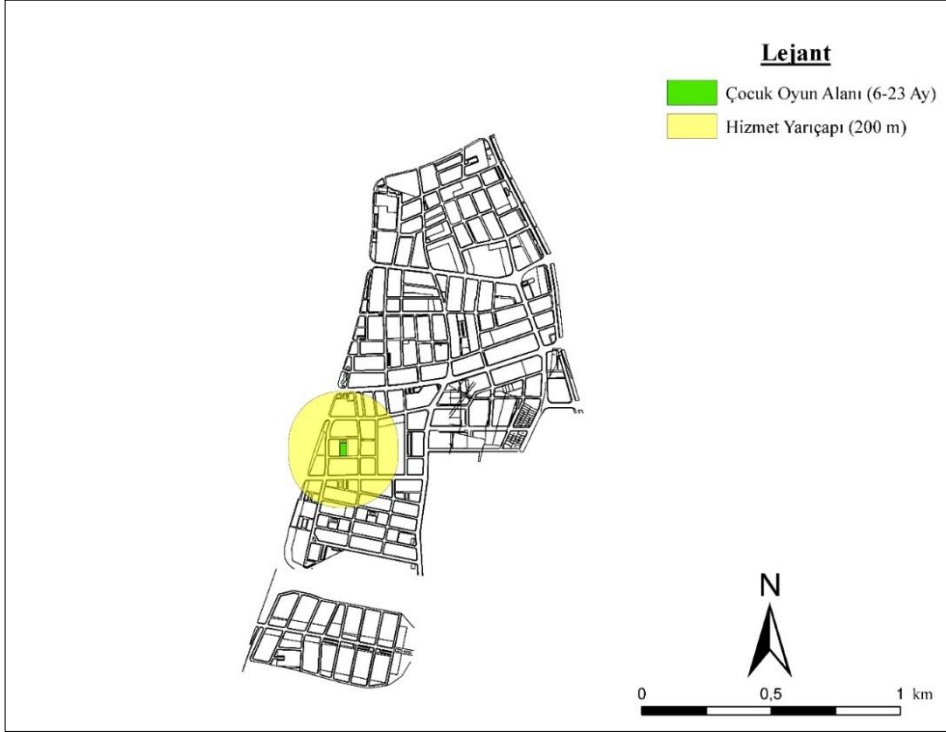 Lejant
Çocuk Oyun Alanı (6-23 Ay)
Hizmet Yarıçapı (200 m)
N
0 0,5 1 km